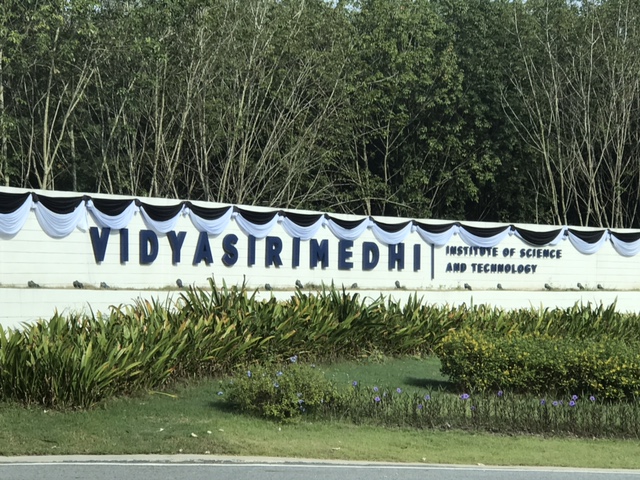 VIDYASIRIMEDHI
INSTITUTE OF SCIENCE
AND TECHNOLOGY